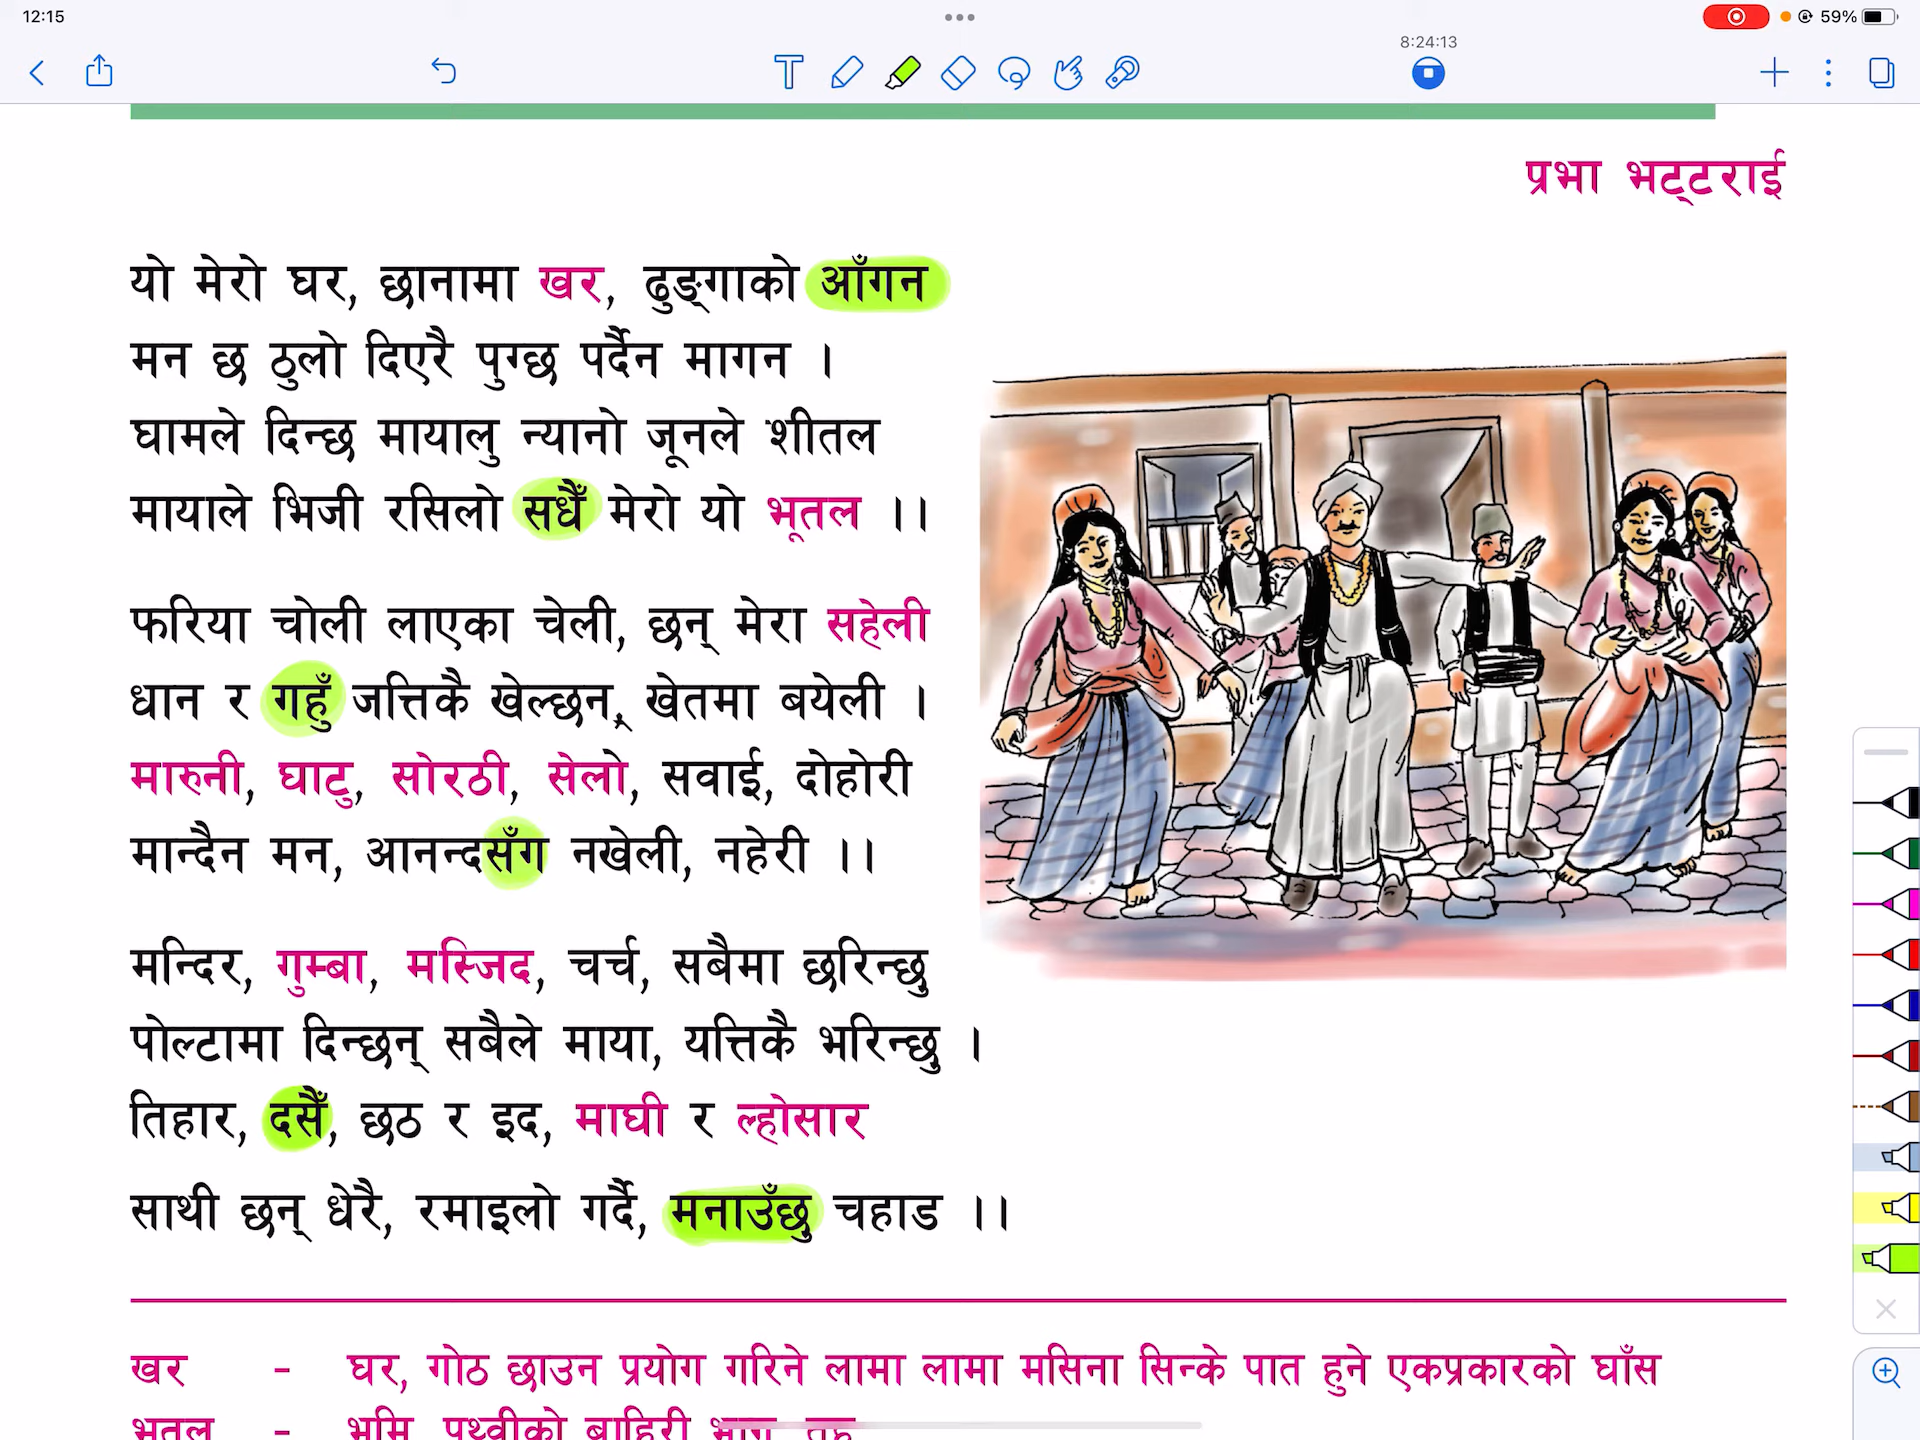 12:15
59%
8:24:13
प्रभा भट्टराई
यो मेरो घर, छानामा खर, ढुङ्गाको आँगन
मन छ ठुलो दिएरै पुग्छ पर्दैन मागन ।
घामले दिन्छ मायालु न्यानो जूनले शीतल
मायाले भिजी रसिलो सधैँ मेरो यो भूतल ।।
फरिया चोली लाएका चेली, छन् मेरा सहेली
धान र गहुँ जत्तिकै खेल्छन्, खेतमा बयेली ।
मारुनी, घाटु, सोरठी, सेलो, सवाई, दोहोरी
मान्दैन मन, आनन्दसँग नखेली, नहेरी ।।
मन्दिर, गुम्बा, मस्जिद, चर्च, सबैमा छरिन्छु
पोल्टामा दिन्छन् सबैले माया, यत्तिकै भरिन्छु ।
तिहार, दसैँ, छठ र इद, माघी र ल्होसार
साथी छन् धेरै, रमाइलो गर्दै, मनाउँछु चहाड ।।
खर - घर, गोठ छाउन प्रयोग गरिने लामा लामा मसिना सिन्के पात हुने एकप्रकारको घाँस
भूतल - भूमि, पृथ्वीको बाहिरी भाग, तह